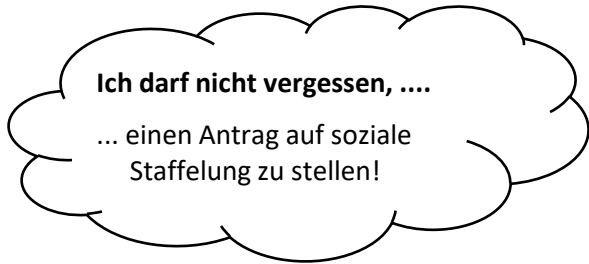 Ich darf nicht vergessen, ....
... einen Antrag auf soziale
Staffelung zu stellen!